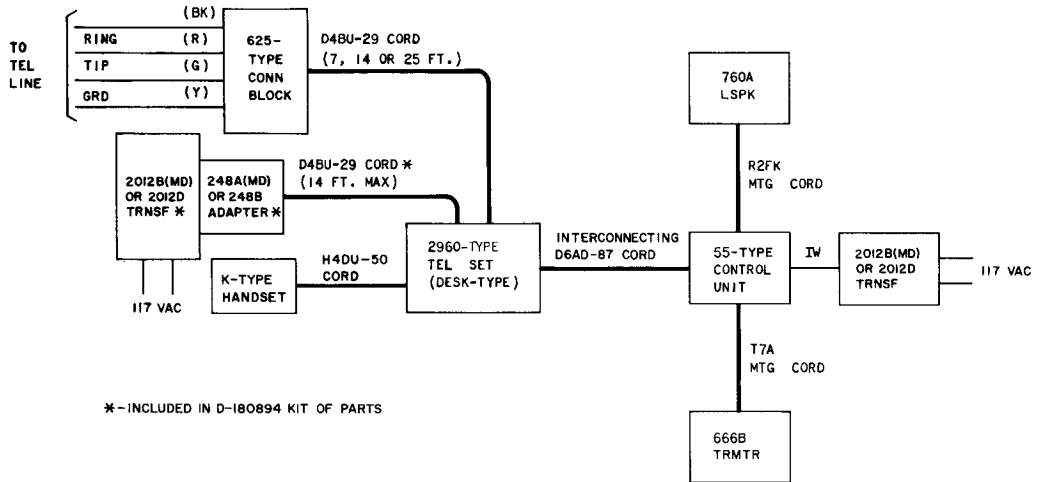 TO
TEL
LINE
(BK)
RING (R)
TIP (G)
GRD (Y)
625-
TYPE
CONN
BLOCK
D4BU-29 CORD
(7, 14 OR 25 FT.)
2012B(MD)
OR 2012D
TRNSF *
248A(MD)
OR 248B
ADAPTER *
D4BU-29 CORD *
(14 FT. MAX)
117 VAC
K-TYPE
HANDSET
H4DU-50
CORD
2960-TYPE
TEL SET
(DESK-TYPE)
INTERCONNECTING
D6AD-87 CORD
760A
LSPK
R2FK
MTG CORD
55-TYPE
CONTROL
UNIT
IW
2012B(MD)
OR 2012D
TRNSF
117 VAC
T7A
MTG CORD
666B
TRMTR
*-INCLUDED IN D-180894 KIT OF PARTS